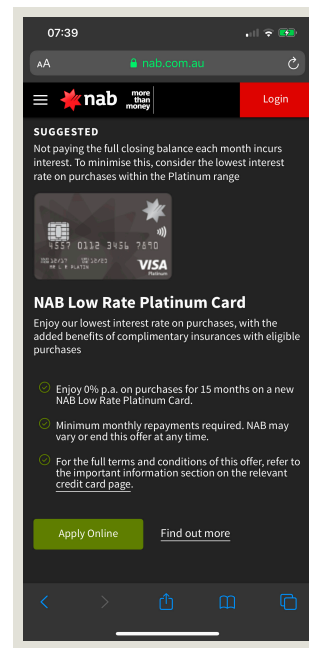 07:39
AA nab.com.au
nab more than money Login
SUGGESTED
Not paying the full closing balance each month incurs
interest. To minimise this, consider the lowest interest
rate on purchases within the Platinum range
4557 0112 3456 7890
10/17 10/23
MR L R PLATIN
VISA
Platinum
NAB Low Rate Platinum Card
Enjoy our lowest interest rate on purchases, with the
added benefits of complimentary insurances with eligible
purchases
Enjoy 0% p.a. on purchases for 15 months on a new
NAB Low Rate Platinum Card.
Minimum monthly repayments required. NAB may
vary or end this offer at any time.
For the full terms and conditions of this offer, refer to
the important information section on the relevant
credit card page.
Apply Online Find out more